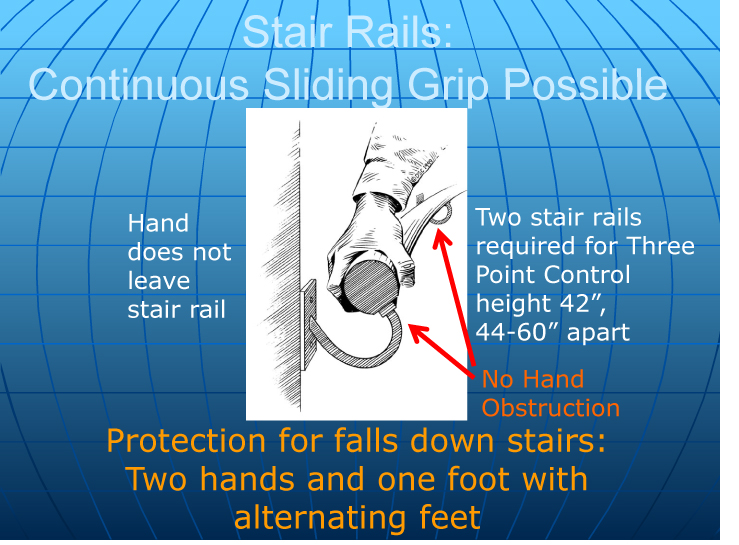 Stair Rails:
Continuous Sliding Grip Possible
Hand
does not
leave
stair rail
Two stair rails
required for Three
Point Control
height 42”,
44-60” apart
No Hand
Obstruction
Protection for falls down stairs:
Two hands and one foot with
alternating feet